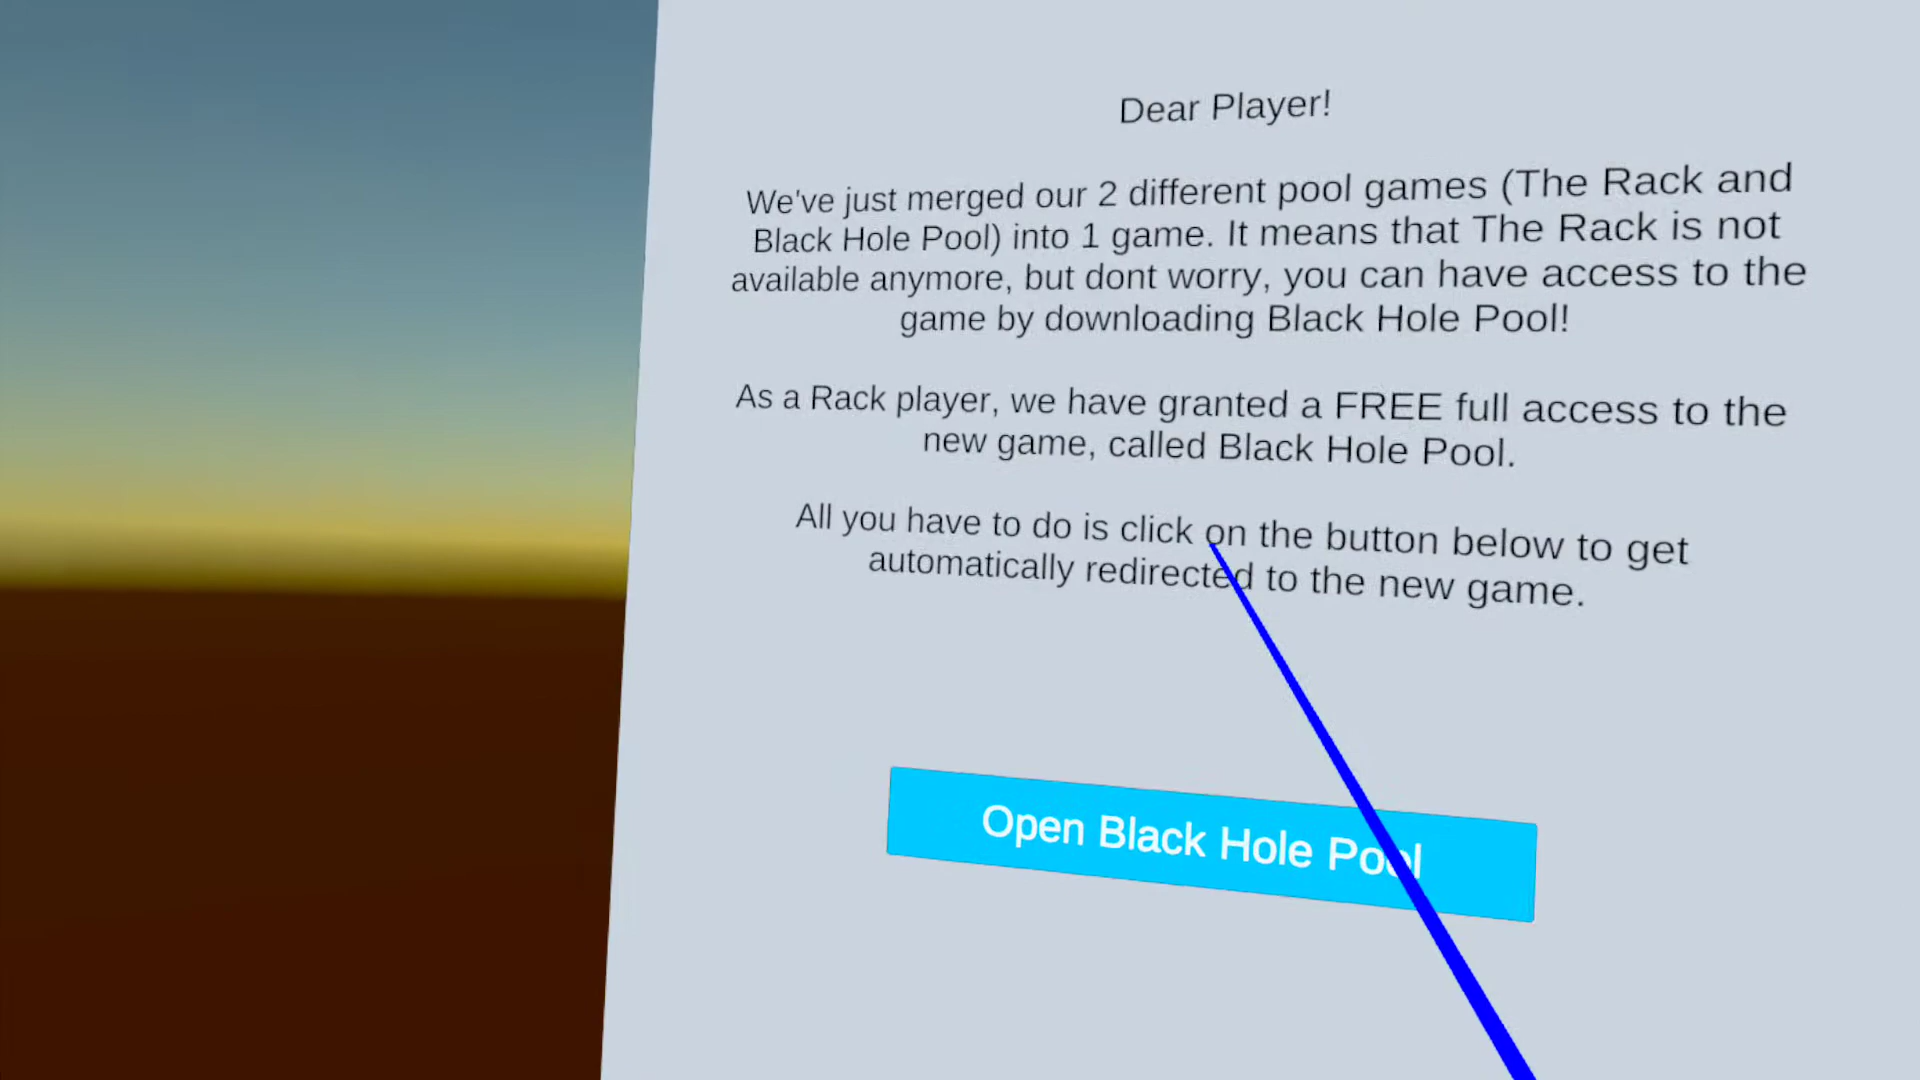 Dear Player!
We've just merged our 2 different pool games (The Rack and
Black Hole Pool) into 1 game. It means that The Rack is not
available anymore, but dont worry, you can have access to the
game by downloading Black Hole Pool!
As a Rack player, we have granted a FREE full access to the
new game, called Black Hole Pool.
All you have to do is click on the button below to get
automatically redirected to the new game.
Open Black Hole Pool